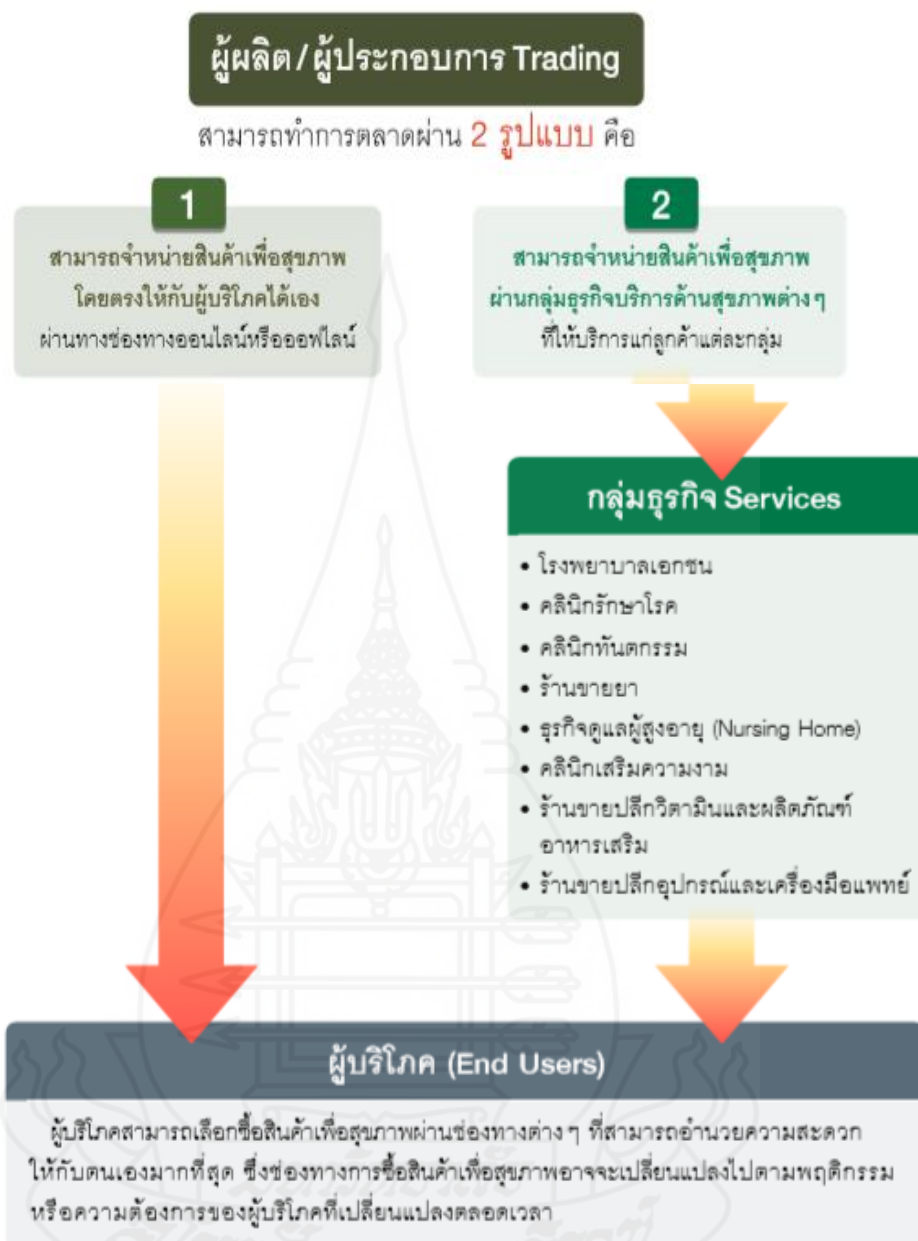 ผู้ผลิต / ผู้ประกอบการ Trading
สามารถทำการตลาดผ่าน 2 รูปแบบ คือ
1
สามารถจำหน่ายสินค้าเพื่อสุขภาพ
โดยตรงให้กับผู้บริโภคได้เอง
ผ่านทางช่องทางออนไลน์หรือออฟไลน์
2
สามารถจำหน่ายสินค้าเพื่อสุขภาพ
ผ่านกลุ่มธุรกิจบริการด้านสุขภาพต่างๆ
ที่ให้บริการแก่ลูกค้าแต่ละกลุ่ม
กลุ่มธุรกิจ Services
• โรงพยาบาลเอกชน
• คลินิกรักษาโรค
• คลินิกทันตกรรม
• ร้านขายยา
• ธุรกิจดูแลผู้สูงอายุ (Nursing Home)
• คลินิกเสริมความงาม
• ร้านขายปลีกวิตามินและผลิตภัณฑ์
อาหารเสริม
• ร้านขายปลีกอุปกรณ์และเครื่องมือแพทย์
ผู้บริโภค (End Users)
ผู้บริโภคสามารถเลือกซื้อสินค้าเพื่อสุขภาพผ่านช่องทางต่างๆ ที่สามารถอำนวยความสะดวก
ให้กับตนเองมากที่สุด ซึ่งช่องทางการซื้อสินค้าเพื่อสุขภาพอาจจะเปลี่ยนแปลงไปตามพฤติกรรม
หรือความต้องการของผู้บริโภคที่เปลี่ยนแปลงตลอดเวลา